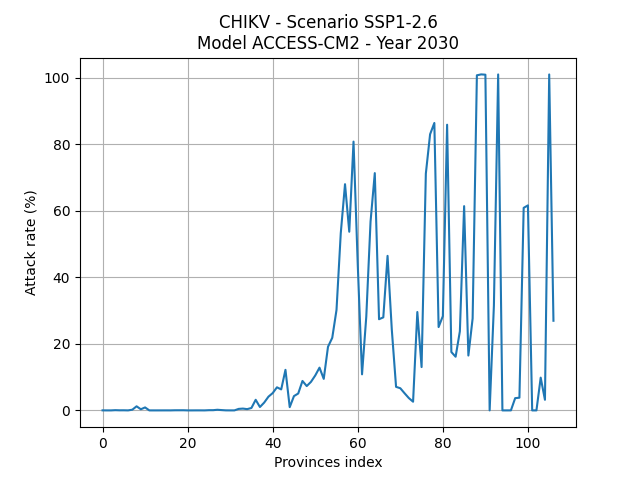 CHIKV - Scenario SSP1-2.6
Model ACCESS-CM2 - Year 2030
100
80
60
40
20
0
Attack rate (%)
0 20 40 60 80 100
Provinces index